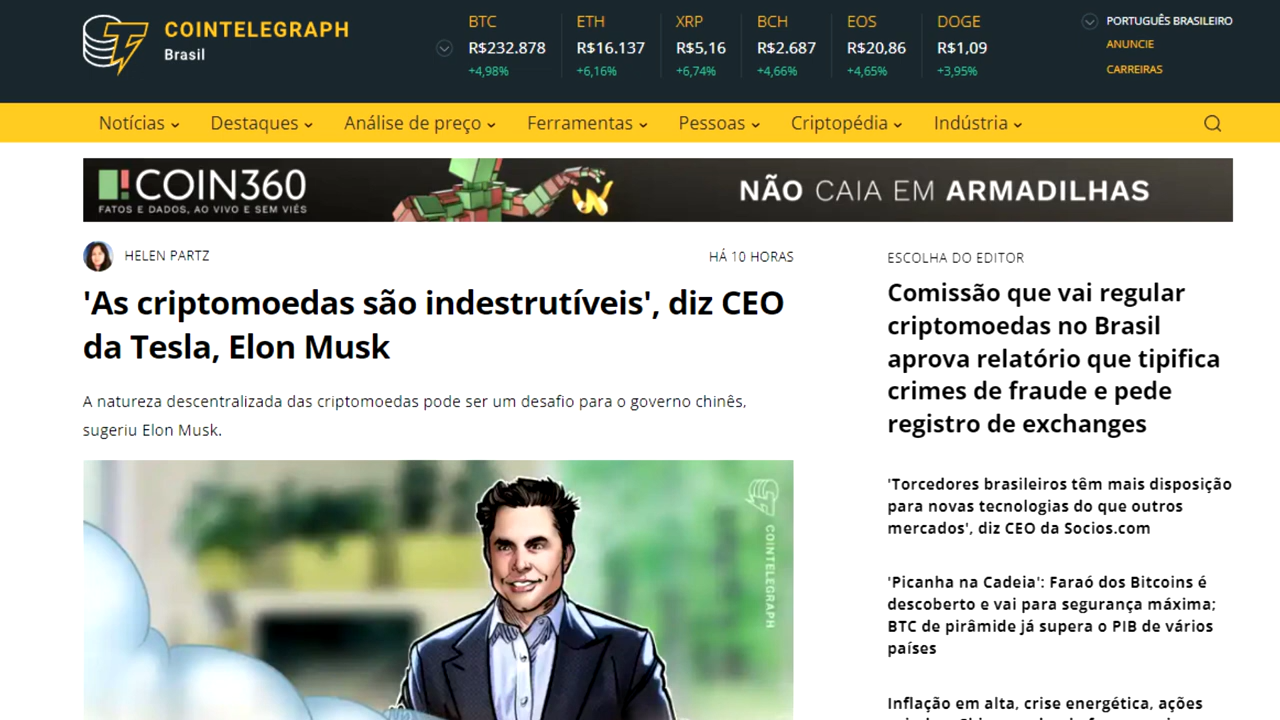 COINTELEGRAPH
Brasil
BTC
R$232.878
+4,98%
ETH
R$16.137
+6,16%
XRP
R$5,16
+6,74%
BCH
R$2.687
+4,66%
EOS
R$20,86
+4,65%
DOGE
R$1,09
+3,95%
PORTUGUÊS BRASILEIRO
ANUNCIE
CARREIRAS
Notícias
Destaques
Análise de preço
Ferramentas
Pessoas
Criptopédia
Indústria
COIN360
FATOS E DADOS, AO VIVO E SEM VIÉS
NÃO CAIA EM ARMADILHAS
HELEN PARTZ
HÁ 10 HORAS
'As criptomoedas são indestrutíveis', diz CEO
da Tesla, Elon Musk
A natureza descentralizada das criptomoedas pode ser um desafio para o governo chinês,
sugeriu Elon Musk.
COINTELEGRAPH
ESCOLHA DO EDITOR
Comissão que vai regular
criptomoedas no Brasil
aprova relatório que tipifica
crimes de fraude e pede
registro de exchanges
'Torcedores brasileiros têm mais disposição
para novas tecnologias do que outros
mercados', diz CEO da Socios.com
'Picanha na Cadeia': Faraó dos Bitcoins é
descoberto e vai para segurança máxima;
BTC de pirâmide já supera o PIB de vários
países
Inflação em alta, crise energética, ações